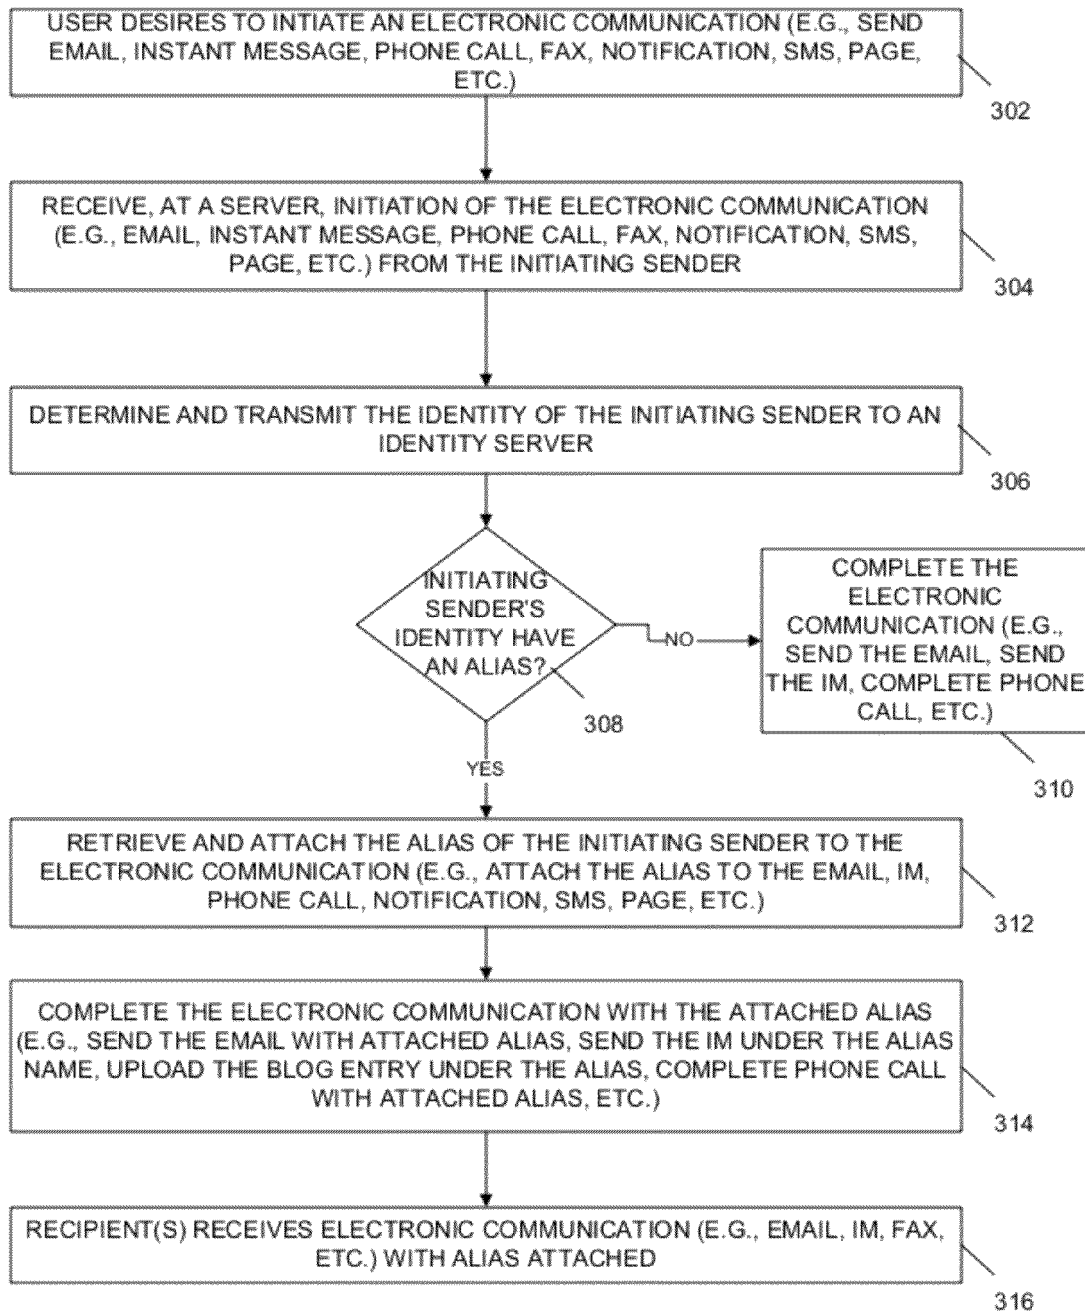 USER DESIRES TO INTIATE AN ELECTRONIC COMMUNICATION (E.G., SEND
EMAIL, INSTANT MESSAGE, PHONE CALL, FAX, NOTIFICATION, SMS, PAGE,
ETC.)
302
RECEIVE, AT A SERVER, INITIATION OF THE ELECTRONIC COMMUNICATION
(E.G., EMAIL, INSTANT MESSAGE, PHONE CALL, FAX, NOTIFICATION, SMS,
PAGE, ETC.) FROM THE INITIATING SENDER
304
DETERMINE AND TRANSMIT THE IDENTITY OF THE INITIATING SENDER TO AN
IDENTITY SERVER
306
INITIATING
SENDER'S
IDENTITY HAVE
AN ALIAS?
308
NO
COMPLETE THE
ELECTRONIC
COMMUNICATION (E.G.,
SEND THE EMAIL, SEND
THE IM, COMPLETE PHONE
CALL, ETC.)
310
YES
RETRIEVE AND ATTACH THE ALIAS OF THE INITIATING SENDER TO THE
ELECTRONIC COMMUNICATION (E.G., ATTACH THE ALIAS TO THE EMAIL, IM,
PHONE CALL, NOTIFICATION, SMS, PAGE, ETC.)
312
COMPLETE THE ELECTRONIC COMMUNICATION WITH THE ATTACHED ALIAS
(E.G., SEND THE EMAIL WITH ATTACHED ALIAS, SEND THE IM UNDER THE ALIAS
NAME, UPLOAD THE BLOG ENTRY UNDER THE ALIAS, COMPLETE PHONE CALL
WITH ATTACHED ALIAS, ETC.)
314
RECIPIENT(S) RECEIVES ELECTRONIC COMMUNICATION (E.G., EMAIL, IM, FAX,
ETC.) WITH ALIAS ATTACHED
316